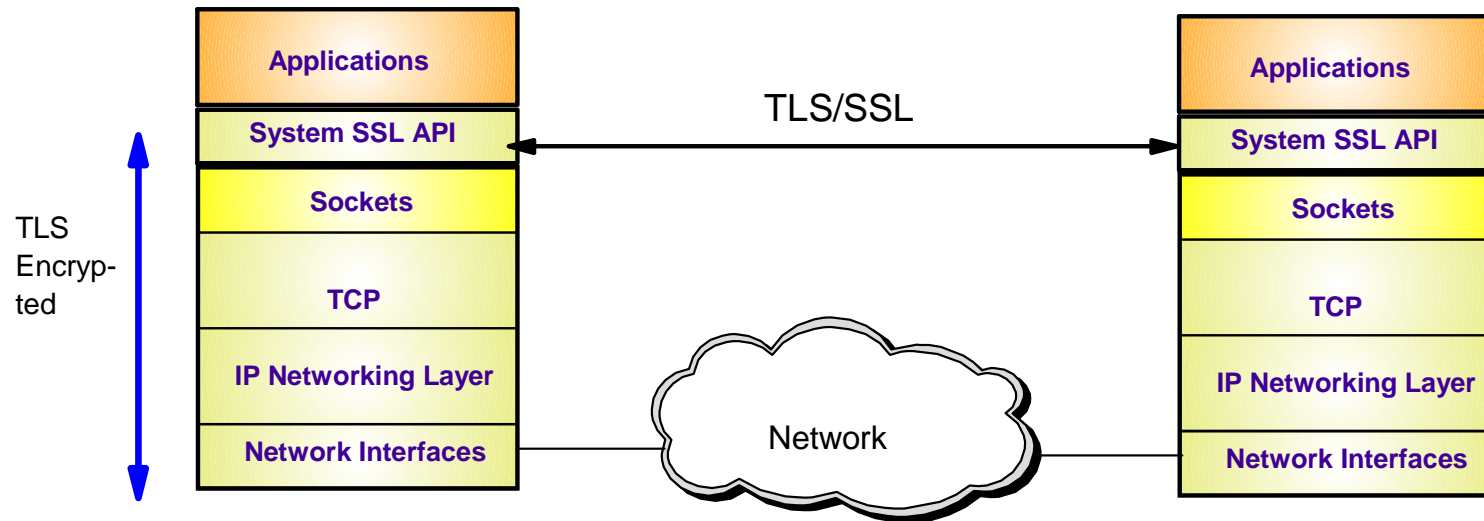 Applications
System SSL API
Sockets
TCP
IP Networking Layer
Network Interfaces
TLS
Encryp-
ted
TLS/SSL
Network
Applications
System SSL API
Sockets
TCP
IP Networking Layer
Network Interfaces